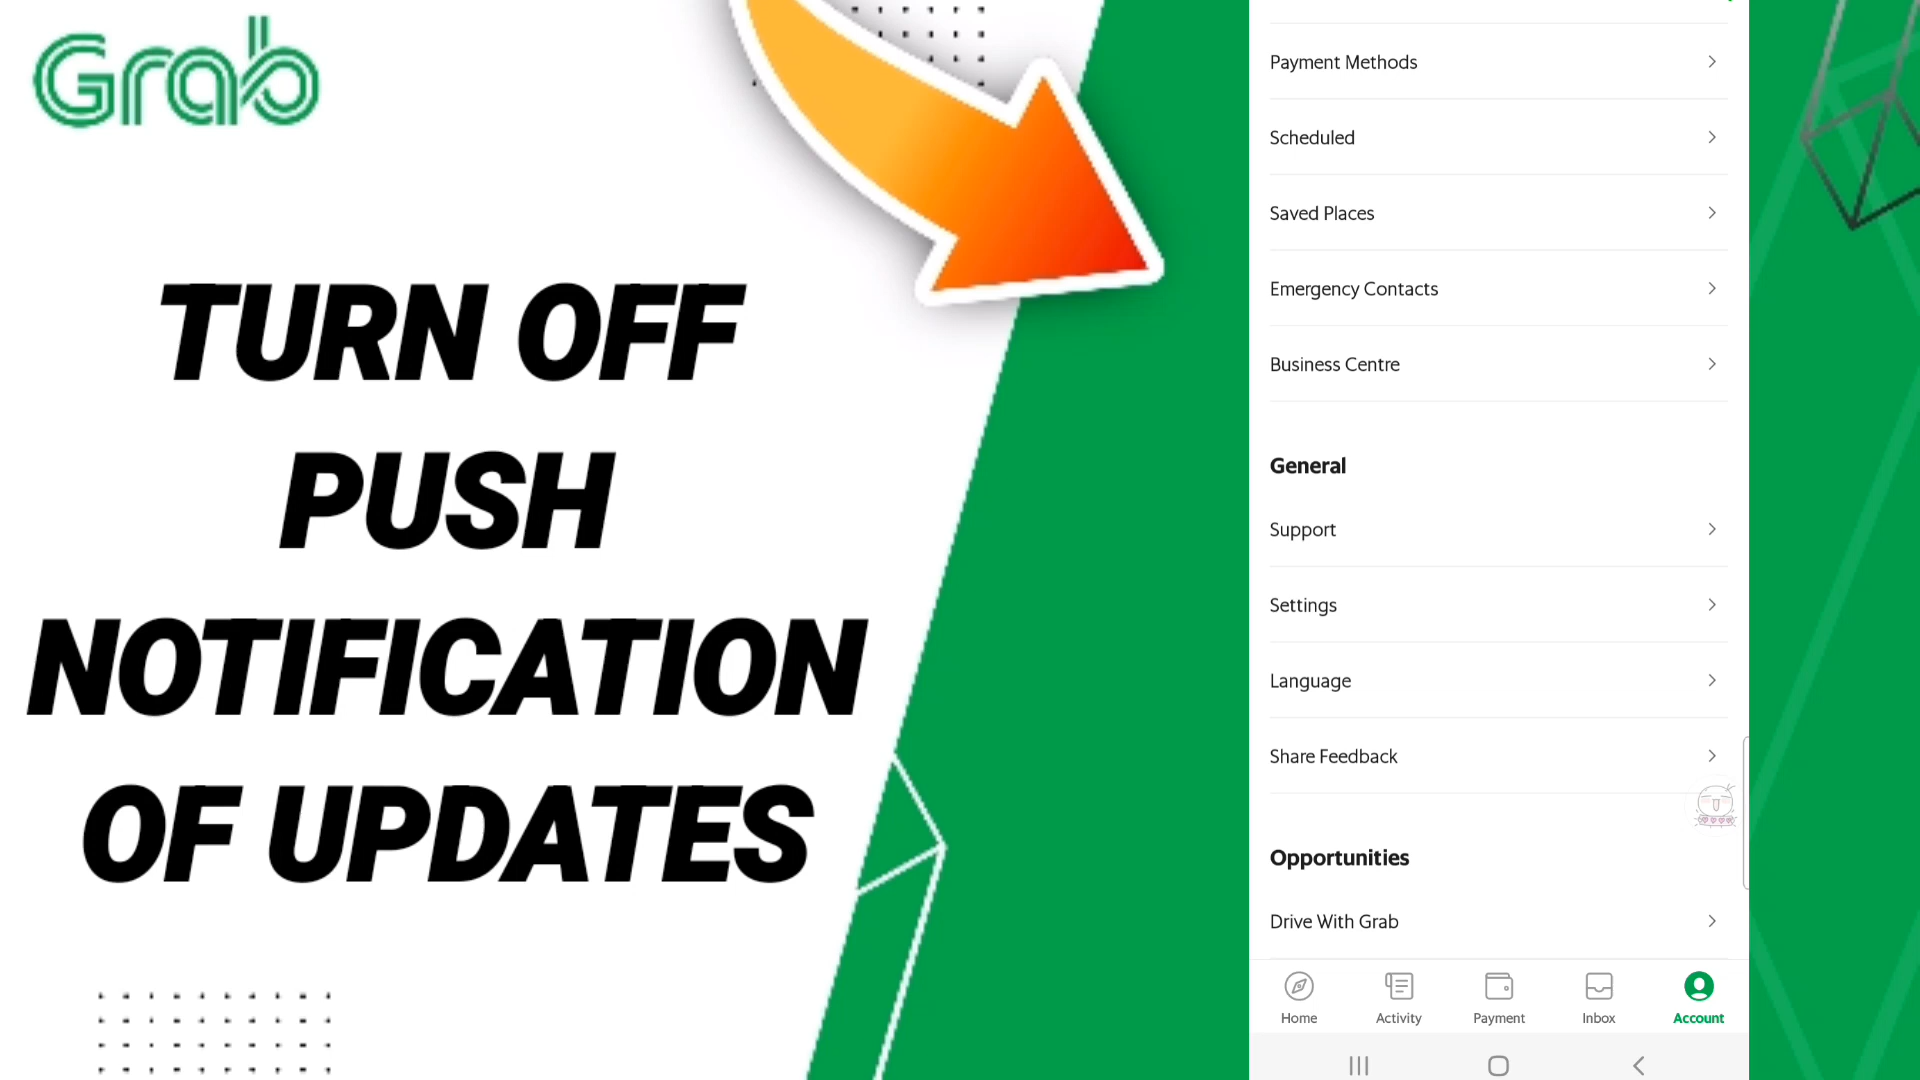 Grab
TURN OFF
PUSH
NOTIFICATION
OF UPDATES
Payment Methods
Scheduled
Saved Places
Emergency Contacts
Business Centre
General
Support
Settings
Language
Share Feedback
Opportunities
Drive With Grab
Home Activity Payment Inbox Account